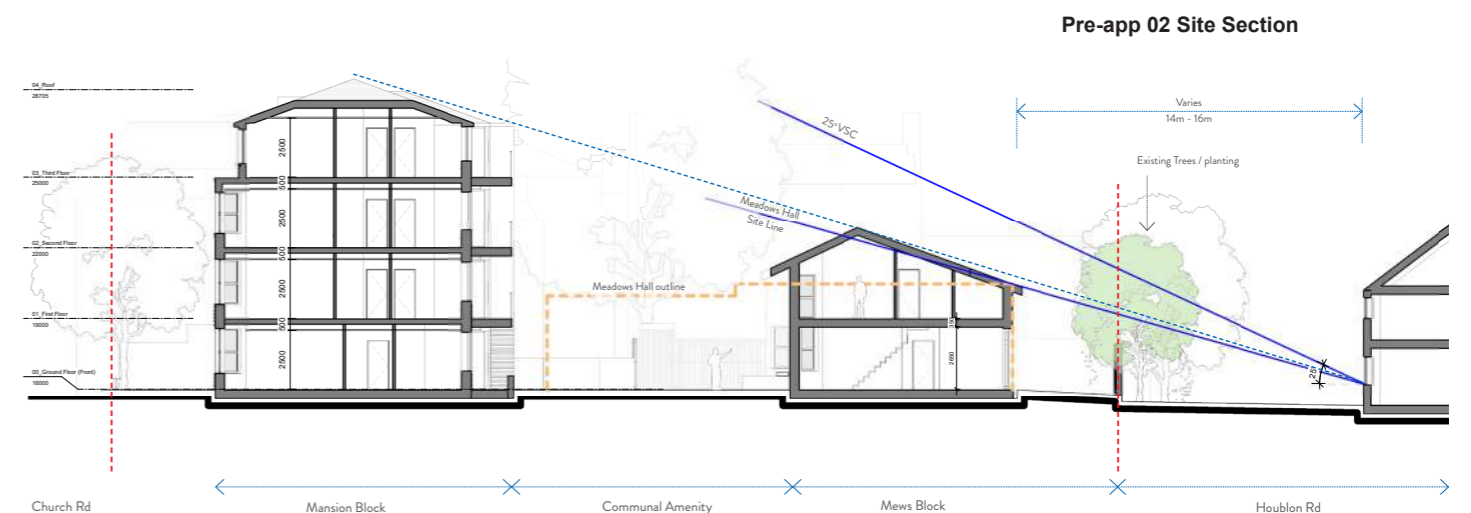 Pre-app 02 Site Section
04_Roof
28705
03_Third Floor
25000
02_Second Floor
22000
01_First Floor
19000
00_Ground Floor (Front)
16000
2500
500
2500
500
2500
500
2500
25° VSC
Meadows Hall
Site Line
Meadows Hall outline
Varies
14m - 16m
Existing Trees / planting
2660
25°
Church Rd
Mansion Block
Communal Amenity
Mews Block
Houblon Rd